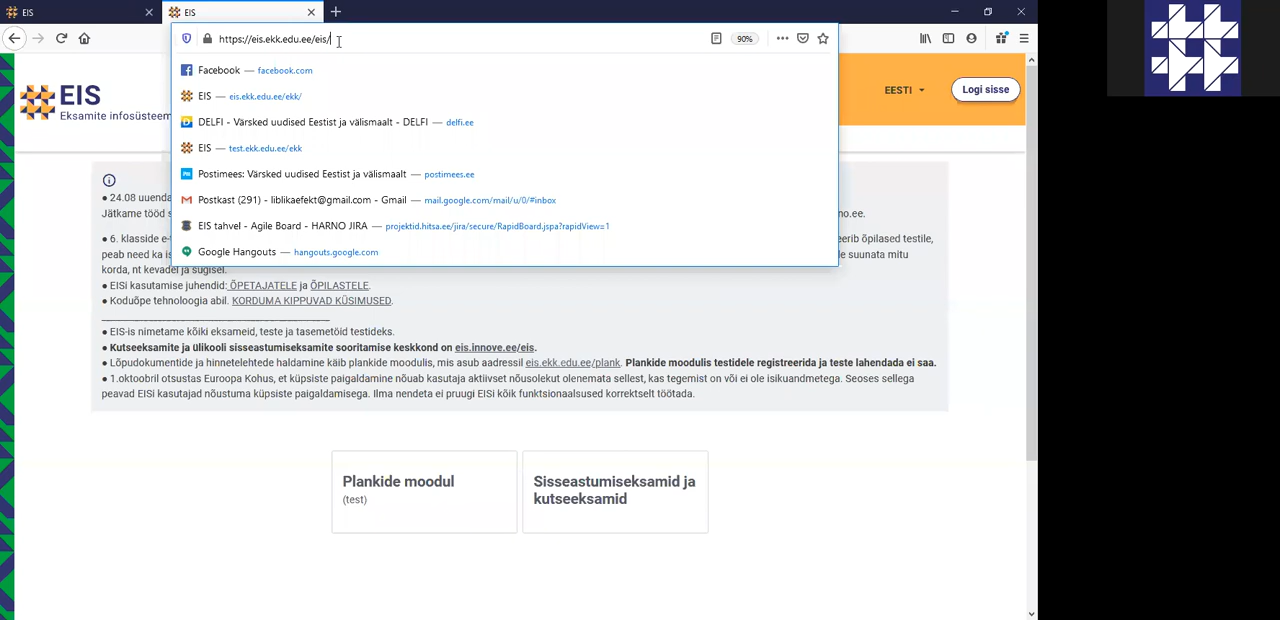 EIS
EIS
https://eis.ekk.edu.ee/eis/
90%
Facebook — facebook.com
EIS — eis.ekk.edu.ee/ekk/
DELFI - Värsked uudised Eestist ja välismaalt - DELFI — delfi.ee
EIS — test.ekk.edu.ee/ekk
Postimees: Värsked uudised Eestist ja välismaalt — postimees.ee
Postkast (291) - liblikaefekt@gmail.com - Gmail — mail.google.com/mail/u/0/#inbox
EIS tahvel - Agile Board - HARNO JIRA — projektid.hitsa.ee/jira/secure/RapidBoard.jspa?rapidView=1
Google Hangouts — hangouts.google.com
EIS
Eksamite infosüsteem
EESTI
Logi sisse
● 24.08 uuenda
Jätkame tööd s
no.ee.
● 6. klasside e-t
eerib õpilased testile,
peab need ka is
le suunata mitu
korda, nt kevadel ja sügisel.
● EISi kasutamise juhendid: ÕPETAJATELE ja ÕPILASTELE.
● Koduõpe tehnoloogia abil. KORDUMA KIPPUVAD KÜSIMUSED.
● EIS-is nimetame kõiki eksameid, teste ja tasemetöid testideks.
● Kutseeksamite ja ülikooli sisseastumiseksamite sooritamise keskkond on eis.innove.ee/eis.
● Lõpudokumentide ja hinnetelehtede haldamine käib plankide moodulis, mis asub aadressil eis.ekk.edu.ee/plank. Plankide moodulis testidele registreerida ja teste lahendada ei saa.
● 1.oktoobril otsustas Euroopa Kohus, et küpsiste paigaldamine nõuab kasutaja aktiivset nõusolekut olenemata sellest, kas tegemist on või ei ole isikuandmetega. Seoses sellega
peavad EISi kasutajad nõustuma küpsiste paigaldamisega. Ilma nendeta ei pruugi EISi kõik funktsionaalsused korrektselt töötada.
Plankide moodul
(test)
Sisseastumiseksamid ja
kutseeksamid